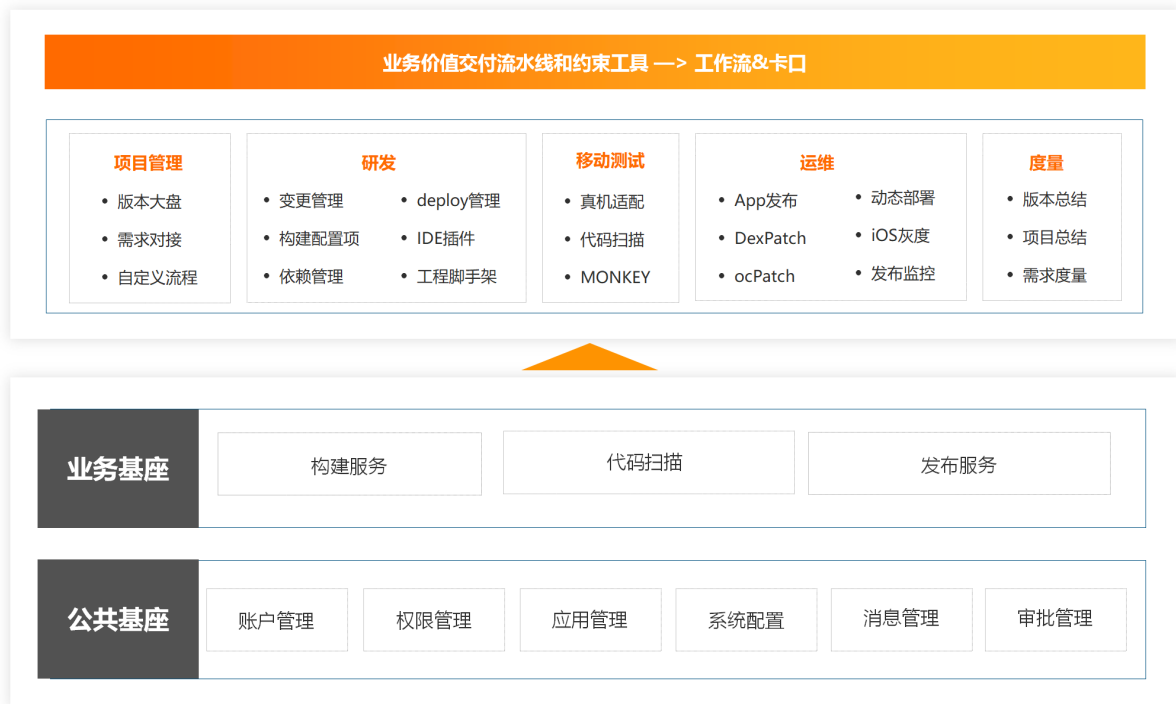 业务价值交付流水线和约束工具 —> 工作流&卡口
项目管理
• 版本大盘
• 需求对接
• 自定义流程
研发
• 变更管理
• 构建配置项
• 依赖管理
• deploy管理
• IDE插件
• 工程脚手架
移动测试
• 真机适配
• 代码扫描
• MONKEY
运维
• App发布
• DexPatch
• ocPatch
• 动态部署
• iOS灰度
• 发布监控
度量
• 版本总结
• 项目总结
• 需求度量
业务基座
构建服务
代码扫描
发布服务
公共基座
账户管理
权限管理
应用管理
系统配置
消息管理
审批管理